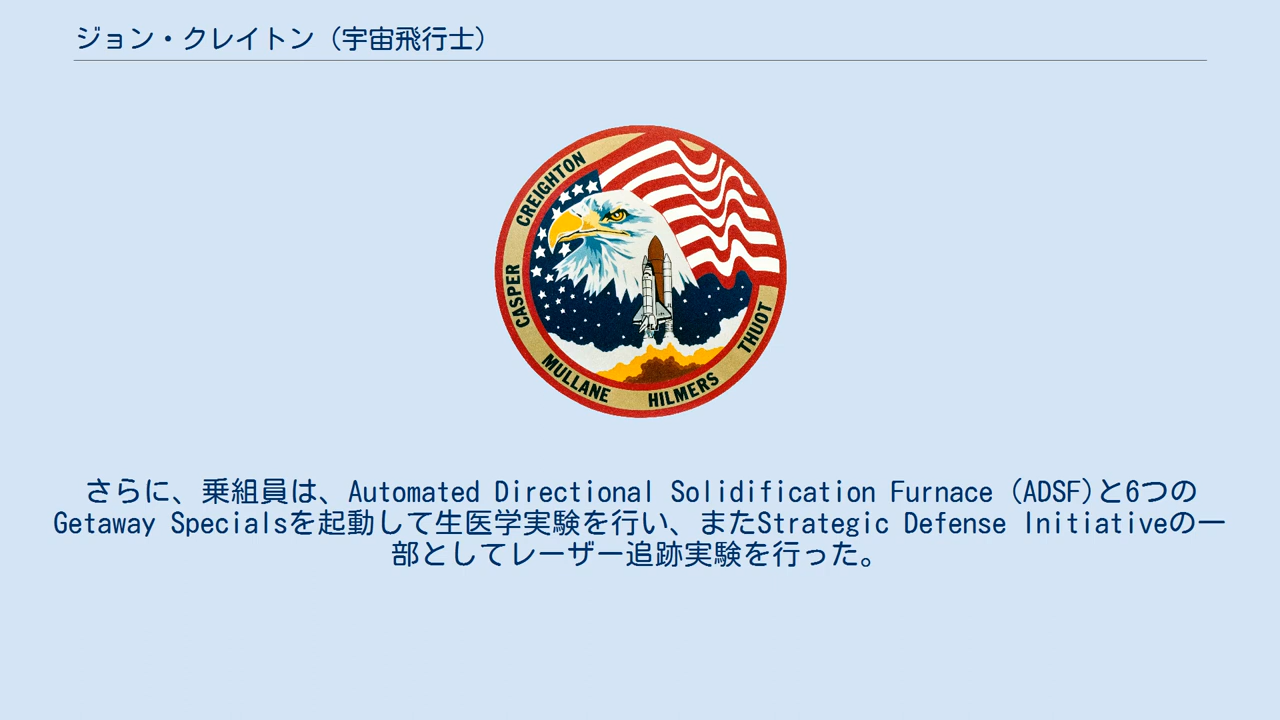 ジョン・クレイトン（宇宙飛行士）
CREIGHTON
CASPER
MULLANE
HILMERS
THUOT
さらに、乗組員は、Automated Directional Solidification Furnace (ADSF)と6つの
Getaway Specialsを起動して生医学実験を行い、またStrategic Defense Initiativeの一
部としてレーザー追跡実験を行った。